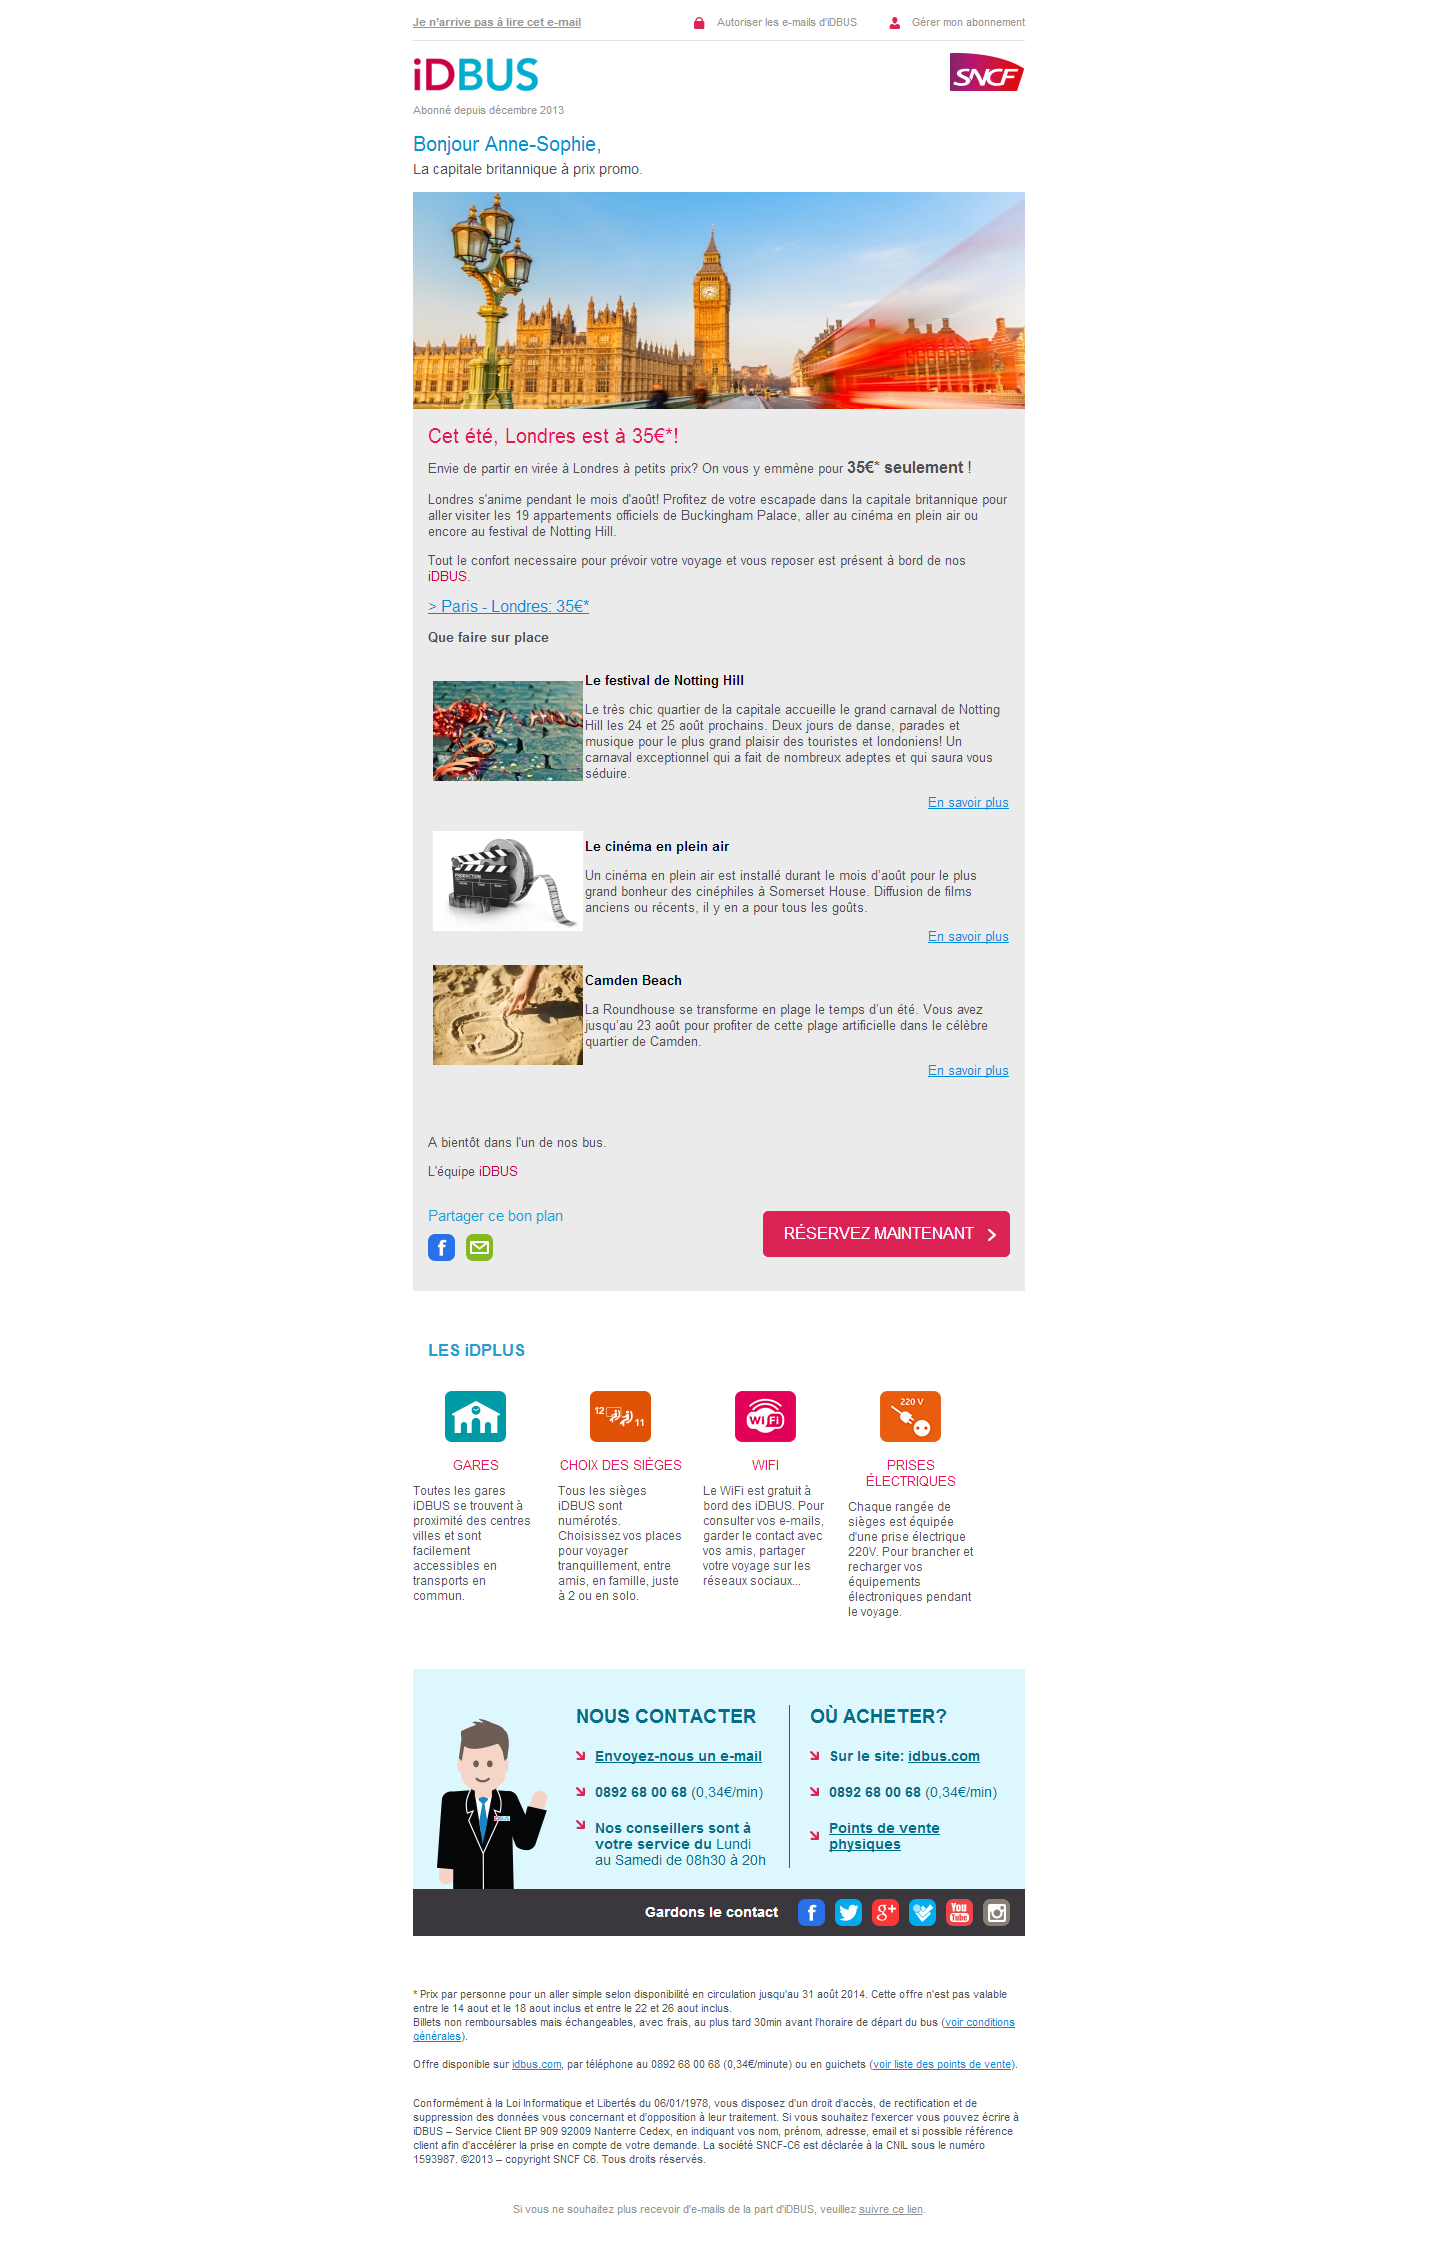 Je n'arrive pas à lire cet e-mail
Autoriser les e-mails d'iDBUS
Gérer mon abonnement
iDBUS
SNCF
Abonné depuis décembre 2013
Bonjour Anne-Sophie,
La capitale britannique à prix promo.
Cet été, Londres est à 35€*!
Envie de partir en virée à Londres à petits prix? On vous y emmène pour 35€* seulement !
Londres s'anime pendant le mois d'août! Profitez de votre escapade dans la capitale britannique pour
aller visiter les 19 appartements officiels de Buckingham Palace, aller au cinéma en plein air ou
encore au festival de Notting Hill.
Tout le confort necessaire pour prévoir votre voyage et vous reposer est présent à bord de nos
iDBUS.
> Paris - Londres: 35€*
Que faire sur place
Le festival de Notting Hill
Le très chic quartier de la capitale accueille le grand carnaval de Notting
Hill les 24 et 25 août prochains. Deux jours de danse, parades et
musique pour le plus grand plaisir des touristes et londoniens! Un
carnaval exceptionnel qui a fait de nombreux adeptes et qui saura vous
séduire.
En savoir plus
PRODUCTION
Le cinéma en plein air
Un cinéma en plein air est installé durant le mois d'août pour le plus
grand bonheur des cinéphiles à Somerset House. Diffusion de films
anciens ou récents, il y en a pour tous les goûts.
En savoir plus
Camden Beach
La Roundhouse se transforme en plage le temps d'un été. Vous avez
jusqu'au 23 août pour profiter de cette plage artificielle dans le célèbre
quartier de Camden.
En savoir plus
A bientôt dans l'un de nos bus.
L'équipe iDBUS
Partager ce bon plan
RÉSERVEZ MAINTENANT
LES iDPLUS
GARES
Toutes les gares
iDBUS se trouvent à
proximité des centres
villes et sont
facilement
accessibles en
transports en
commun.
12
11
CHOIX DES SIÈGES
Tous les sièges
iDBUS sont
numérotés.
Choisissez vos places
pour voyager
tranquillement, entre
amis, en famille, juste
à 2 ou en solo.
WiFi
WIFI
Le WiFi est gratuit à
bord des iDBUS. Pour
consulter vos e-mails,
garder le contact avec
vos amis, partager
votre voyage sur les
réseaux sociaux...
220 V
PRISES
ÉLECTRIQUES
Chaque rangée de
sièges est équipée
d'une prise électrique
220V. Pour brancher et
recharger vos
équipements
électroniques pendant
le voyage.
iDBUS
NOUS CONTACTER
Envoyez-nous un e-mail
0892 68 00 68 (0,34€/min)
Nos conseillers sont à
votre service du Lundi
au Samedi de 08h30 à 20h
OÙ ACHETER?
Sur le site: idbus.com
0892 68 00 68 (0,34€/min)
Points de vente
physiques
Gardons le contact
You
Tube
* Prix par personne pour un aller simple selon disponibilité en circulation jusqu'au 31 août 2014. Cette offre n'est pas valable
entre le 14 aout et le 18 aout inclus et entre le 22 et 26 aout inclus.
Billets non remboursables mais échangeables, avec frais, au plus tard 30min avant l'horaire de départ du bus (voir conditions
générales).
Offre disponible sur idbus.com, par téléphone au 0892 68 00 68 (0,34€/minute) ou en guichets (voir liste des points de vente).
Conformément à la Loi Informatique et Libertés du 06/01/1978, vous disposez d'un droit d'accès, de rectification et de
suppression des données vous concernant et d'opposition à leur traitement. Si vous souhaitez l'exercer vous pouvez écrire à
iDBUS – Service Client BP 909 92009 Nanterre Cedex, en indiquant vos nom, prénom, adresse, email et si possible référence
client afin d'accélérer la prise en compte de votre demande. La société SNCF-C6 est déclarée à la CNIL sous le numéro
1593987. ©2013 – copyright SNCF C6. Tous droits réservés.
Si vous ne souhaitez plus recevoir d'e-mails de la part d'iDBUS, veuillez suivre ce lien.